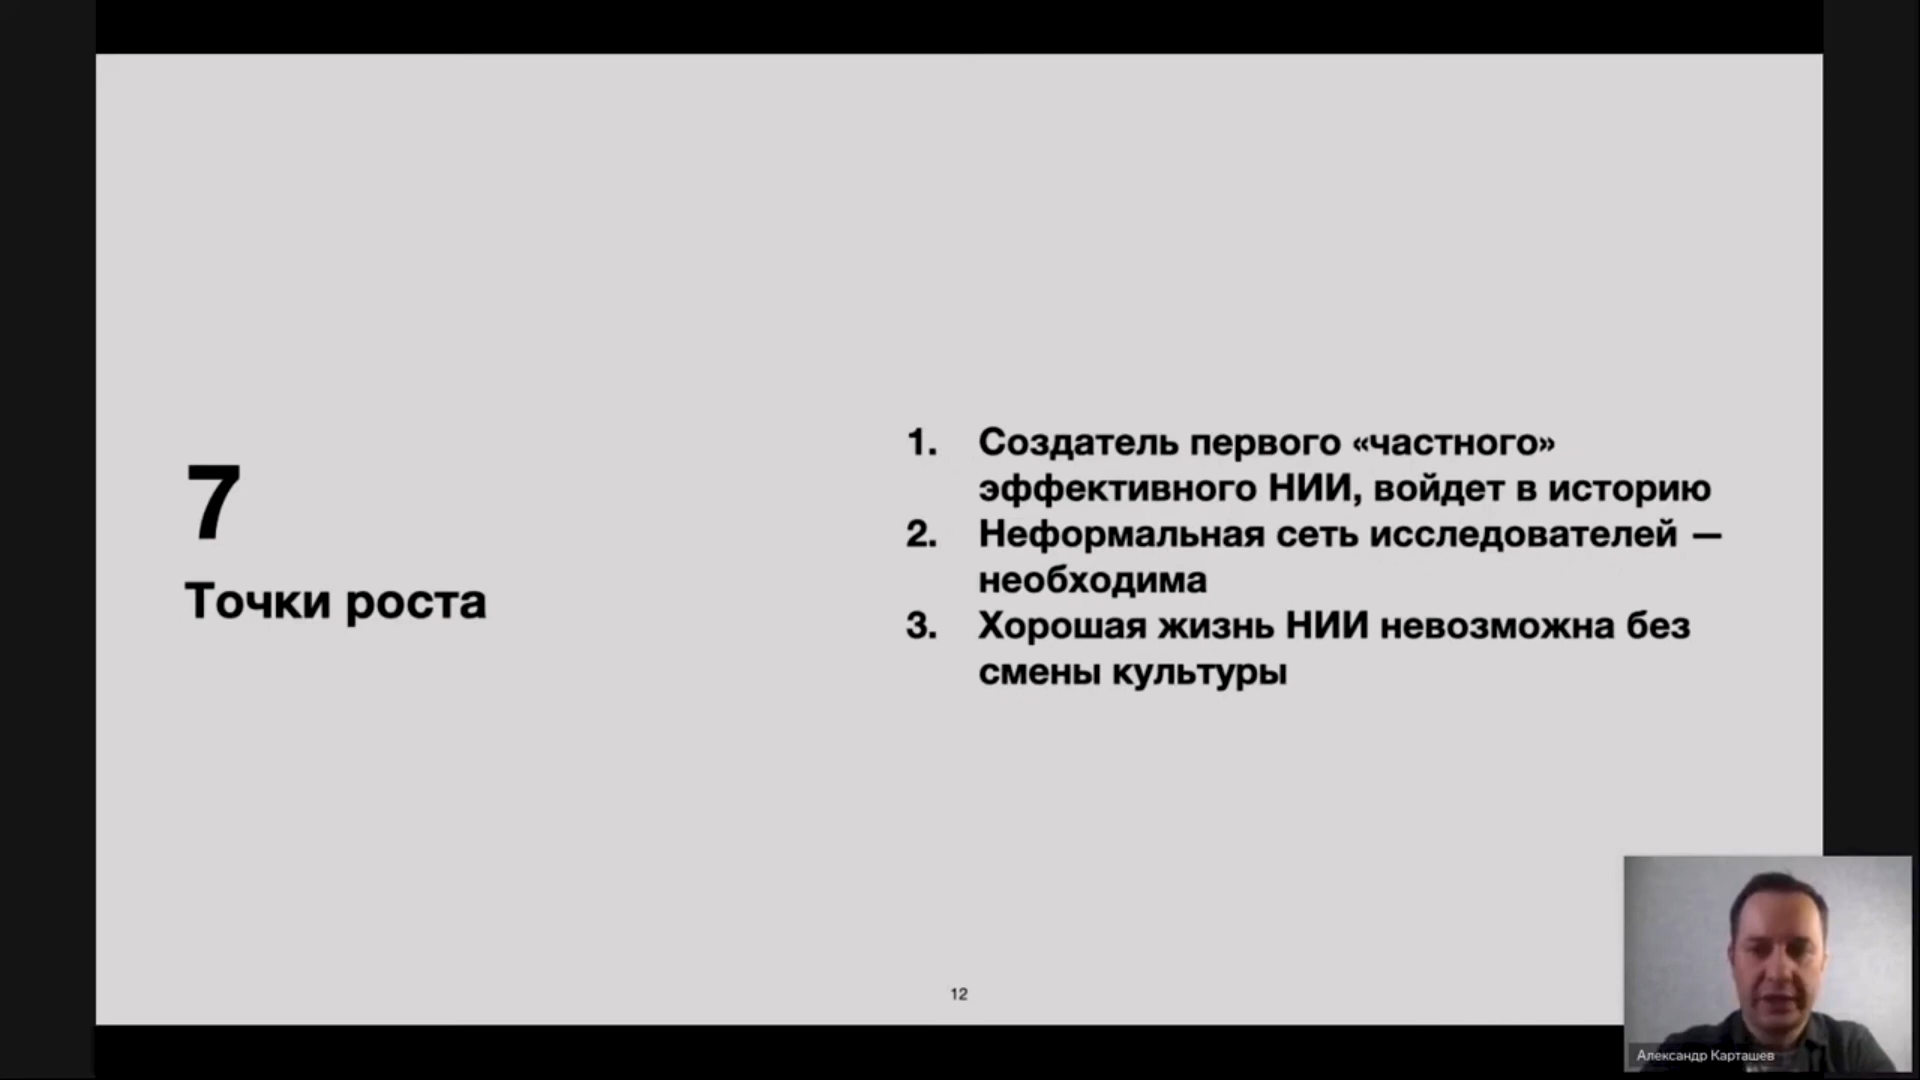 7
Точки роста
1. Создатель первого «частного»
эффективного НИИ, войдет в историю
2. Неформальная сеть исследователей —
необходима
3. Хорошая жизнь НИИ невозможна без
смены культуры
12
Александр Карташев